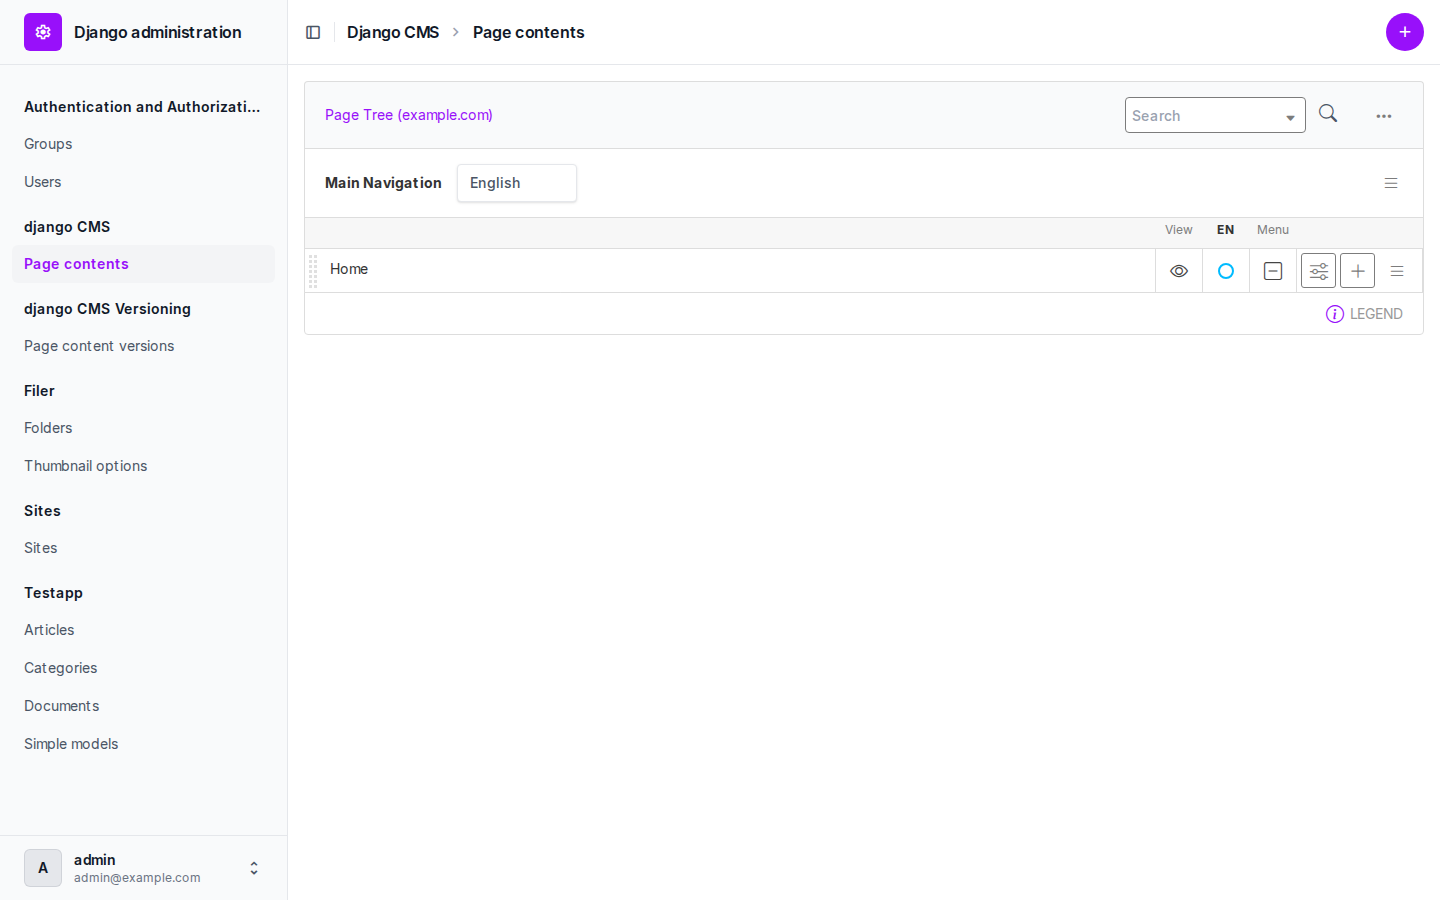 Django administration
Django CMS
Page contents
Authentication and Authorizati...
Groups
Users
django CMS
Page contents
django CMS Versioning
Page content versions
Filer
Folders
Thumbnail options
Sites
Sites
Testapp
Articles
Categories
Documents
Simple models
A
admin
admin@example.com
Page Tree (example.com)
Search
Main Navigation
English
View EN Menu
Home
LEGEND